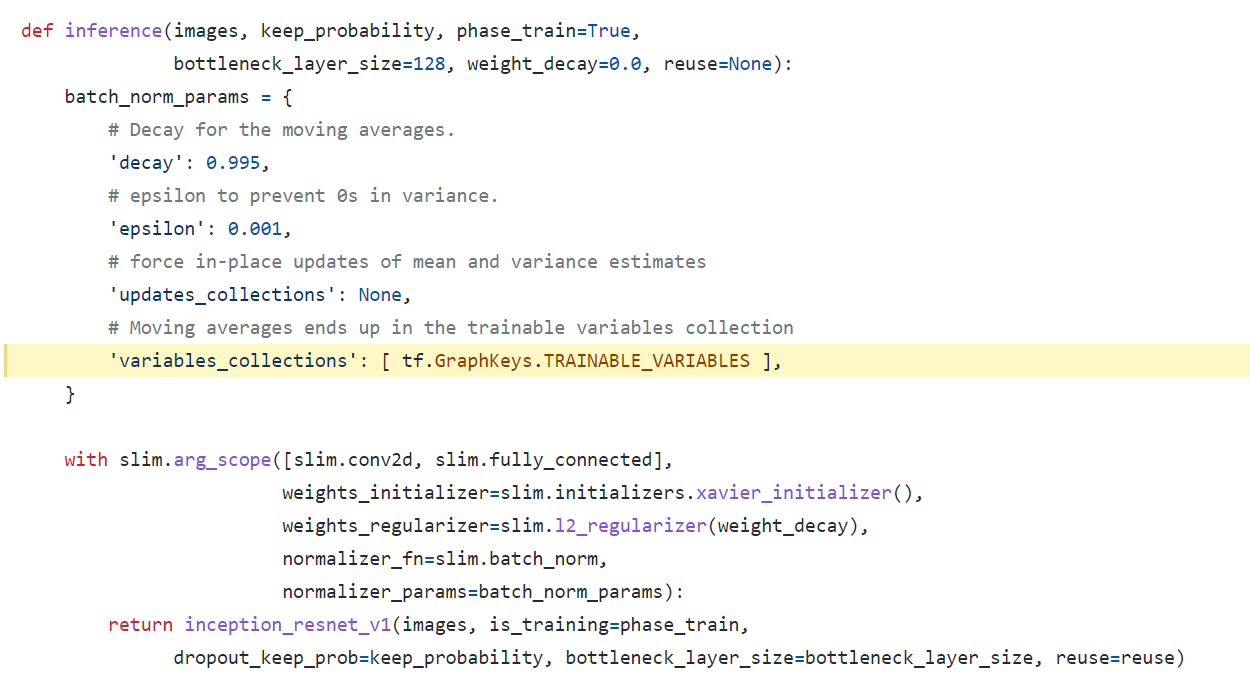 def inference(images, keep_probability, phase_train=True,
              bottleneck_layer_size=128, weight_decay=0.0, reuse=None):
    batch_norm_params = {
        # Decay for the moving averages.
        'decay': 0.995,
        # epsilon to prevent 0s in variance.
        'epsilon': 0.001,
        # force in-place updates of mean and variance estimates
        'updates_collections': None,
        # Moving averages ends up in the trainable variables collection
        'variables_collections': [ tf.GraphKeys.TRAINABLE_VARIABLES ],
    }
    with slim.arg_scope([slim.conv2d, slim.fully_connected],
                        weights_initializer=slim.initializers.xavier_initializer(),
                        weights_regularizer=slim.l2_regularizer(weight_decay),
                        normalizer_fn=slim.batch_norm,
                        normalizer_params=batch_norm_params):
        return inception_resnet_v1(images, is_training=phase_train,
              dropout_keep_prob=keep_probability, bottleneck_layer_size=bottleneck_layer_size, reuse=reuse)